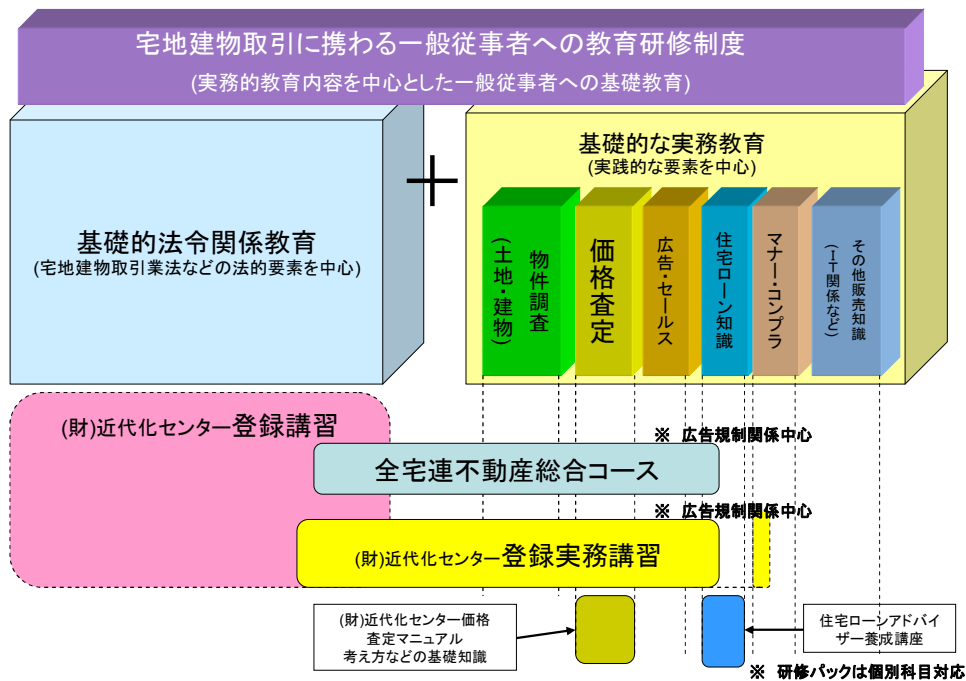 宅地建物取引に携わる一般従事者への教育研修制度
(実務的教育内容を中心とした一般従事者への基礎教育)
基礎的法令関係教育
(宅地建物取引業法などの法的要素を中心)
＋
基礎的な実務教育
(実践的な要素を中心)
物件調査
(土地・建物)
価格査定
広告・セールス
住宅ローン知識
マナー・コンプラ
その他販売知識
(IT関係など)
(財)近代化センター登録講習
※ 広告規制関係中心
全宅連不動産総合コース
※ 広告規制関係中心
(財)近代化センター登録実務講習
(財)近代化センター価格
査定マニュアル
考え方などの基礎知識
住宅ローンアドバイ
ザー養成講座
※ 研修パックは個別科目対応